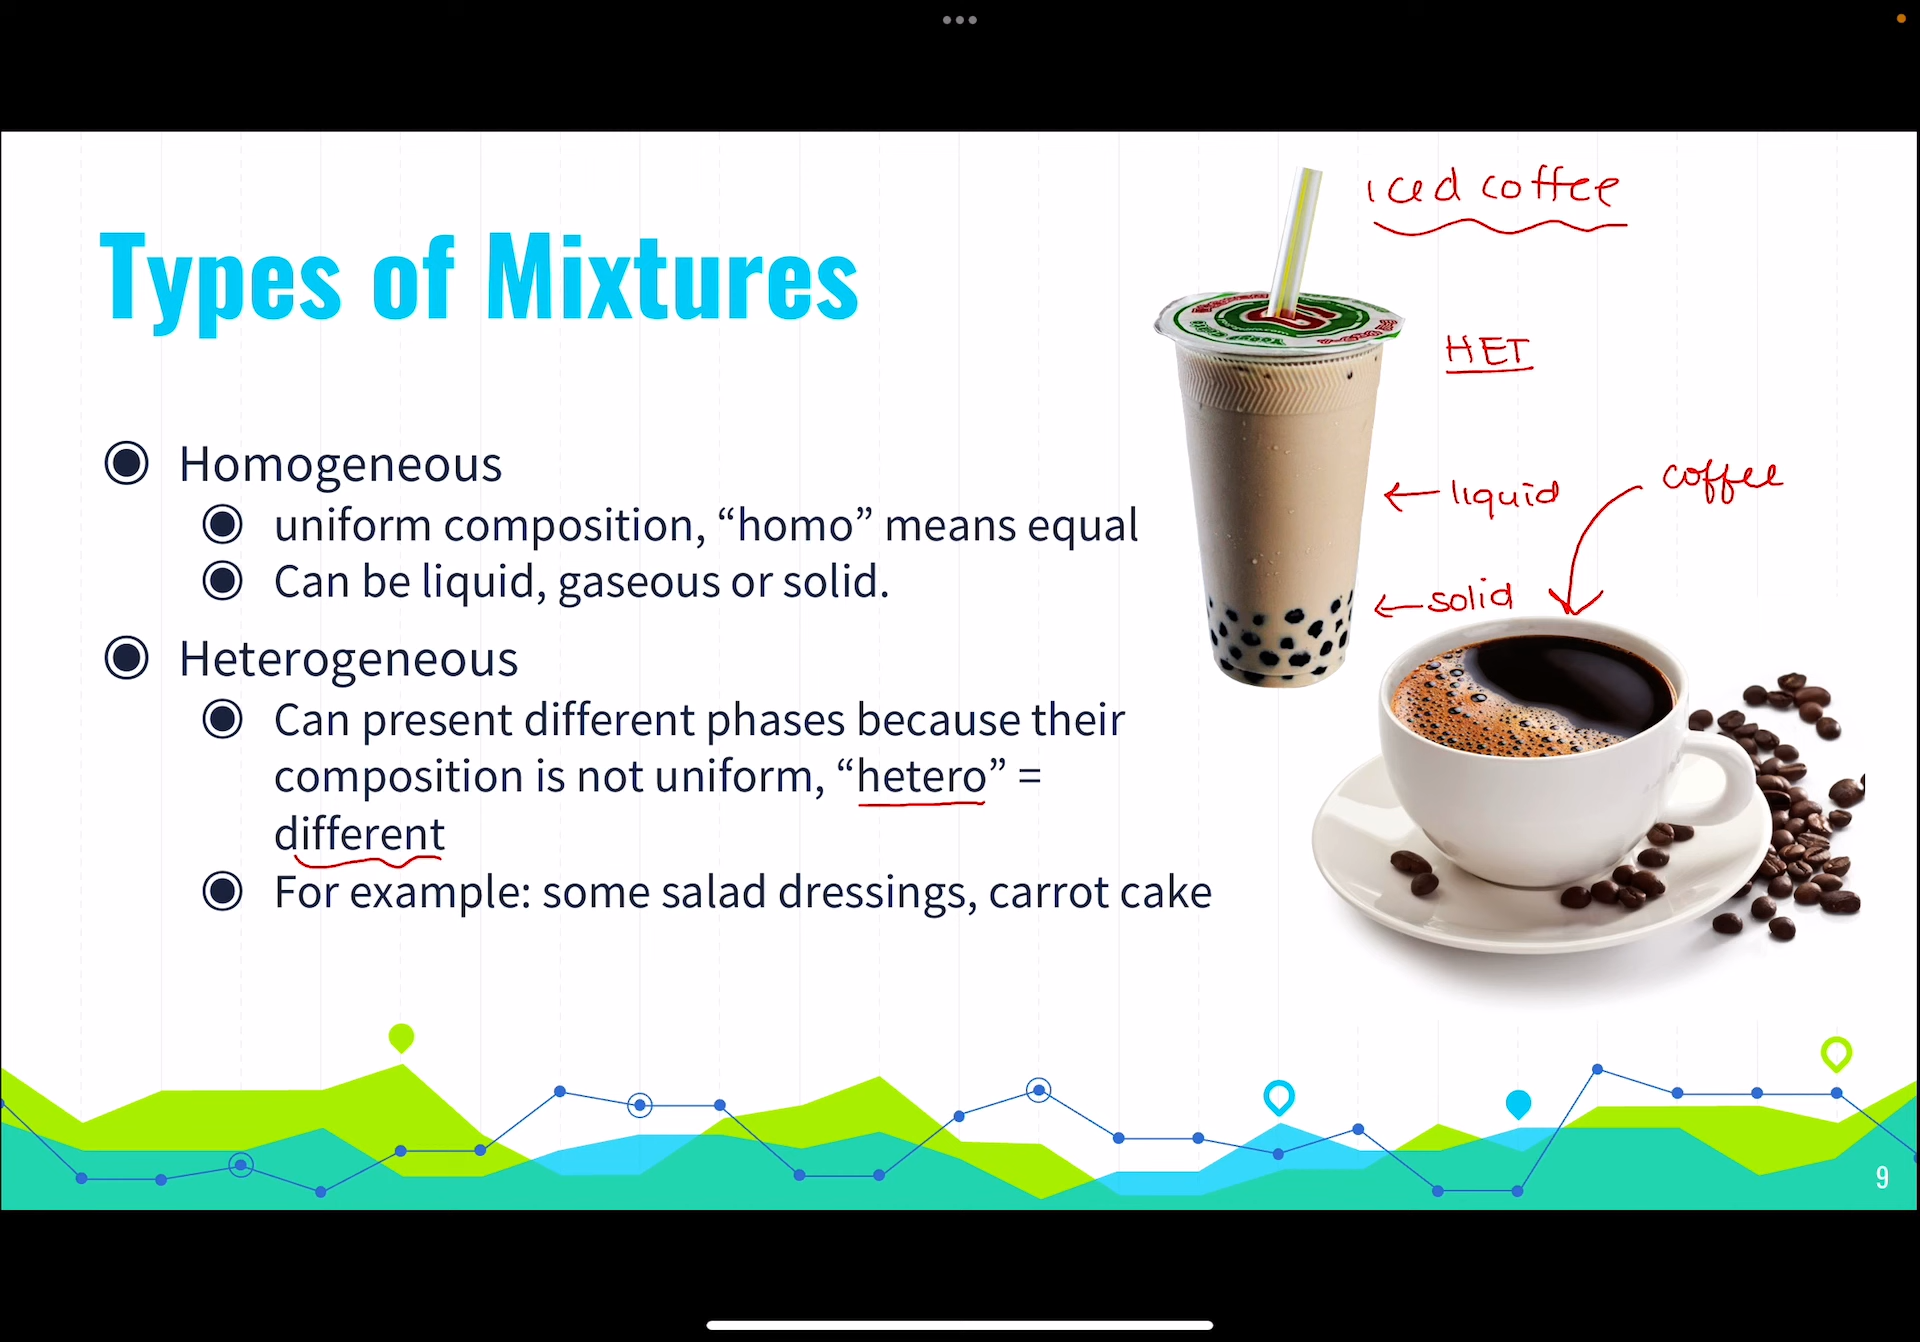 Types of Mixtures
Homogeneous
uniform composition, “homo” means equal
Can be liquid, gaseous or solid.
Heterogeneous
Can present different phases because their
composition is not uniform, “hetero” =
different
For example: some salad dressings, carrot cake
iced coffee
HET
←liquid
coffee
←solid
9